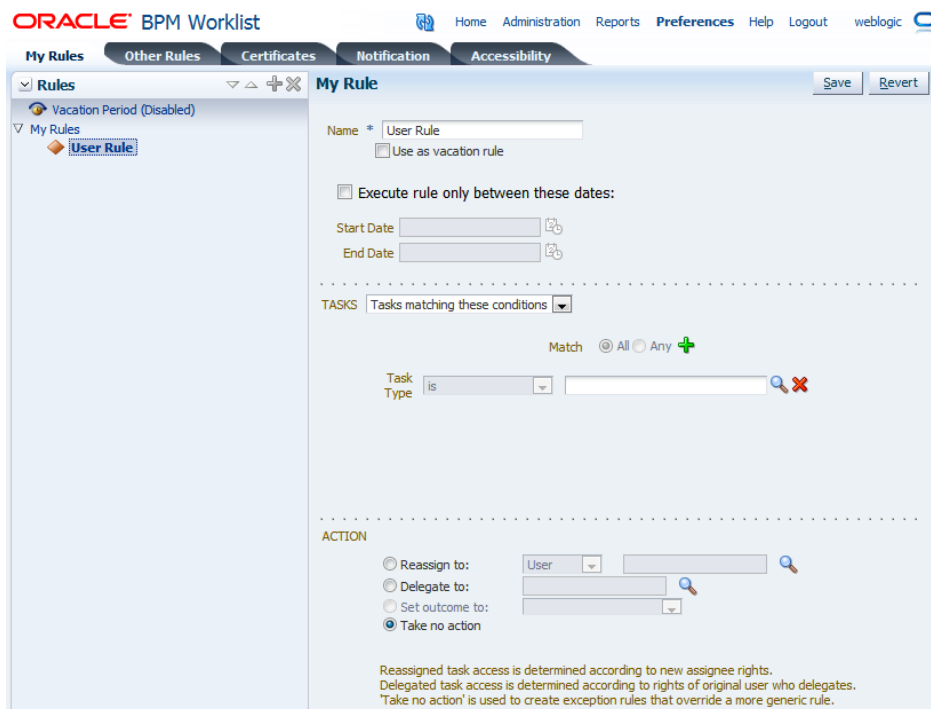 ORACLE® BPM Worklist
Home Administration Reports Preferences Help Logout weblogic
My Rules Other Rules Certificates Notification Accessibility
Rules
Vacation Period (Disabled)
My Rules
User Rule
My Rule
Save Revert
Name * User Rule
Use as vacation rule
Execute rule only between these dates:
Start Date
End Date
TASKS Tasks matching these conditions
Match All Any
Task
Type is
ACTION
Reassign to: User
Delegate to:
Set outcome to:
Take no action
Reassigned task access is determined according to new assignee rights.
Delegated task access is determined according to rights of original user who delegates.
'Take no action' is used to create exception rules that override a more generic rule.